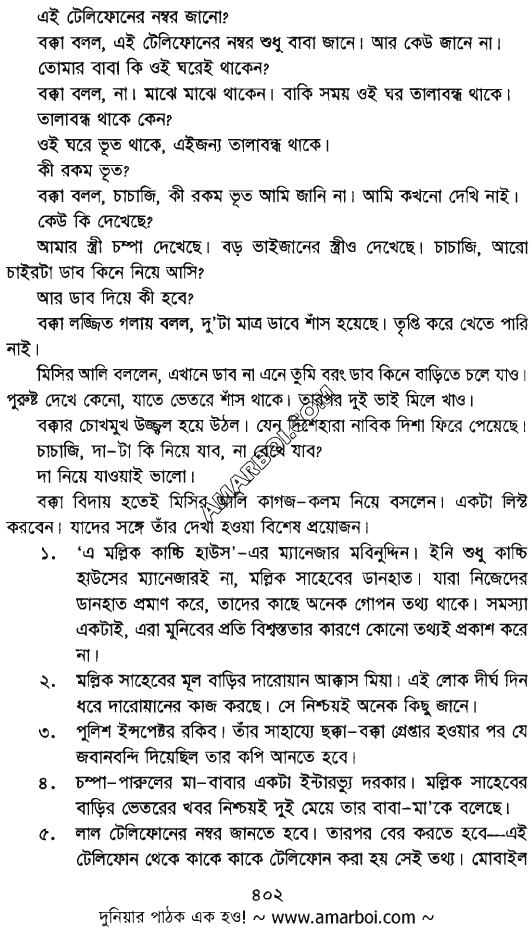 এই টেলিফোনের নম্বর জানো?
বক্কা বলল, এই টেলিফোনের নম্বর শুধু বাবা জানে। আর কেউ জানে না।
তোমার বাবা কি ওই ঘরেই থাকেন?
বক্কা বলল, না। মাঝে মাঝে থাকেন। বাকি সময় ওই ঘর তালাবন্ধ থাকে।
তালাবন্ধ থাকে কেন?
ওই ঘরে ভূত থাকে, এইজন্য তালাবন্ধ থাকে।
কী রকম ভূত?
বক্কা বলল, চাচাজি, কী রকম ভূত আমি জানি না। আমি কখনো দেখি নাই।
কেউ কি দেখেছে?
আমার স্ত্রী চম্পা দেখেছে। বড় ভাইজানের স্ত্রীও দেখেছে। চাচাজি, আরো
চাইরটা ডাব কিনে নিয়ে আসি?
আর ডাব দিয়ে কী হবে?
বক্কা লজ্জিত গলায় বলল, দু'টা মাত্র ডাবে শাঁস হয়েছে। তৃপ্তি করে খেতে পারি
নাই।
মিসির আলি বললেন, এখানে ডাব না এনে তুমি বরং ডাব কিনে বাড়িতে চলে যাও।
পুরুষ্ট দেখে কেনো, যাতে ভেতরে শাঁস থাকে। তারপর দুই ভাই মিলে খাও।
বক্কার চোখমুখ উজ্জ্বল হয়ে উঠল। যেন দিশেহারা নাবিক দিশা ফিরে পেয়েছে।
চাচাজি, দা-টা কি নিয়ে যাব, না রেখে যাব?
দা নিয়ে যাওয়াই ভালো।
বক্কা বিদায় হতেই মিসির আলি কাগজ-কলম নিয়ে বসলেন। একটা লিস্ট
করবেন। যাদের সঙ্গে তাঁর দেখা হওয়া বিশেষ প্রয়োজন।
১. 'এ মল্লিক কাচ্চি হাউস'-এর ম্যানেজার মবিনুদ্দিন। ইনি শুধু কাচ্চি
হাউসের ম্যানেজারই না, মল্লিক সাহেবের ডানহাত। যারা নিজেদের
ডানহাত প্রমাণ করে, তাদের কাছে অনেক গোপন তথ্য থাকে। সমস্যা
একটাই, এরা মুনিবের প্রতি বিশ্বস্ততার কারণে কোনো তথ্যই প্রকাশ করে
না।
২. মল্লিক সাহেবের মূল বাড়ির দারোয়ান আক্কাস মিয়া। এই লোক দীর্ঘ দিন
ধরে দারোয়ানের কাজ করছে। সে নিশ্চয়ই অনেক কিছু জানে।
৩. পুলিশ ইন্সপেক্টর রকিব। তাঁর সাহায্যে ছক্কা-বক্কা গ্রেপ্তার হওয়ার পর যে
জবানবন্দি দিয়েছিল তার কপি আনতে হবে।
৪. চম্পা-পারুলের মা-বাবার একটা ইন্টারভ্যু দরকার। মল্লিক সাহেবের
বাড়ির ভেতরের খবর নিশ্চয়ই দুই মেয়ে তার বাবা-মা'কে বলেছে।
৫. লাল টেলিফোনের নম্বর জানতে হবে। তারপর বের করতে হবে—এই
টেলিফোন থেকে কাকে কাকে টেলিফোন করা হয় সেই তথ্য। মোবাইল
৪০২
দুনিয়ার পাঠক এক হও! ~ www.amarboi.com ~
AMARBOI.COM